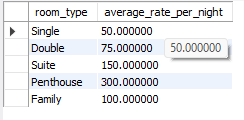 room_type average_rate_per_night
Single 50.000000
Double 75.000000 50.000000
Suite 150.000000
Penthouse 300.000000
Family 100.000000